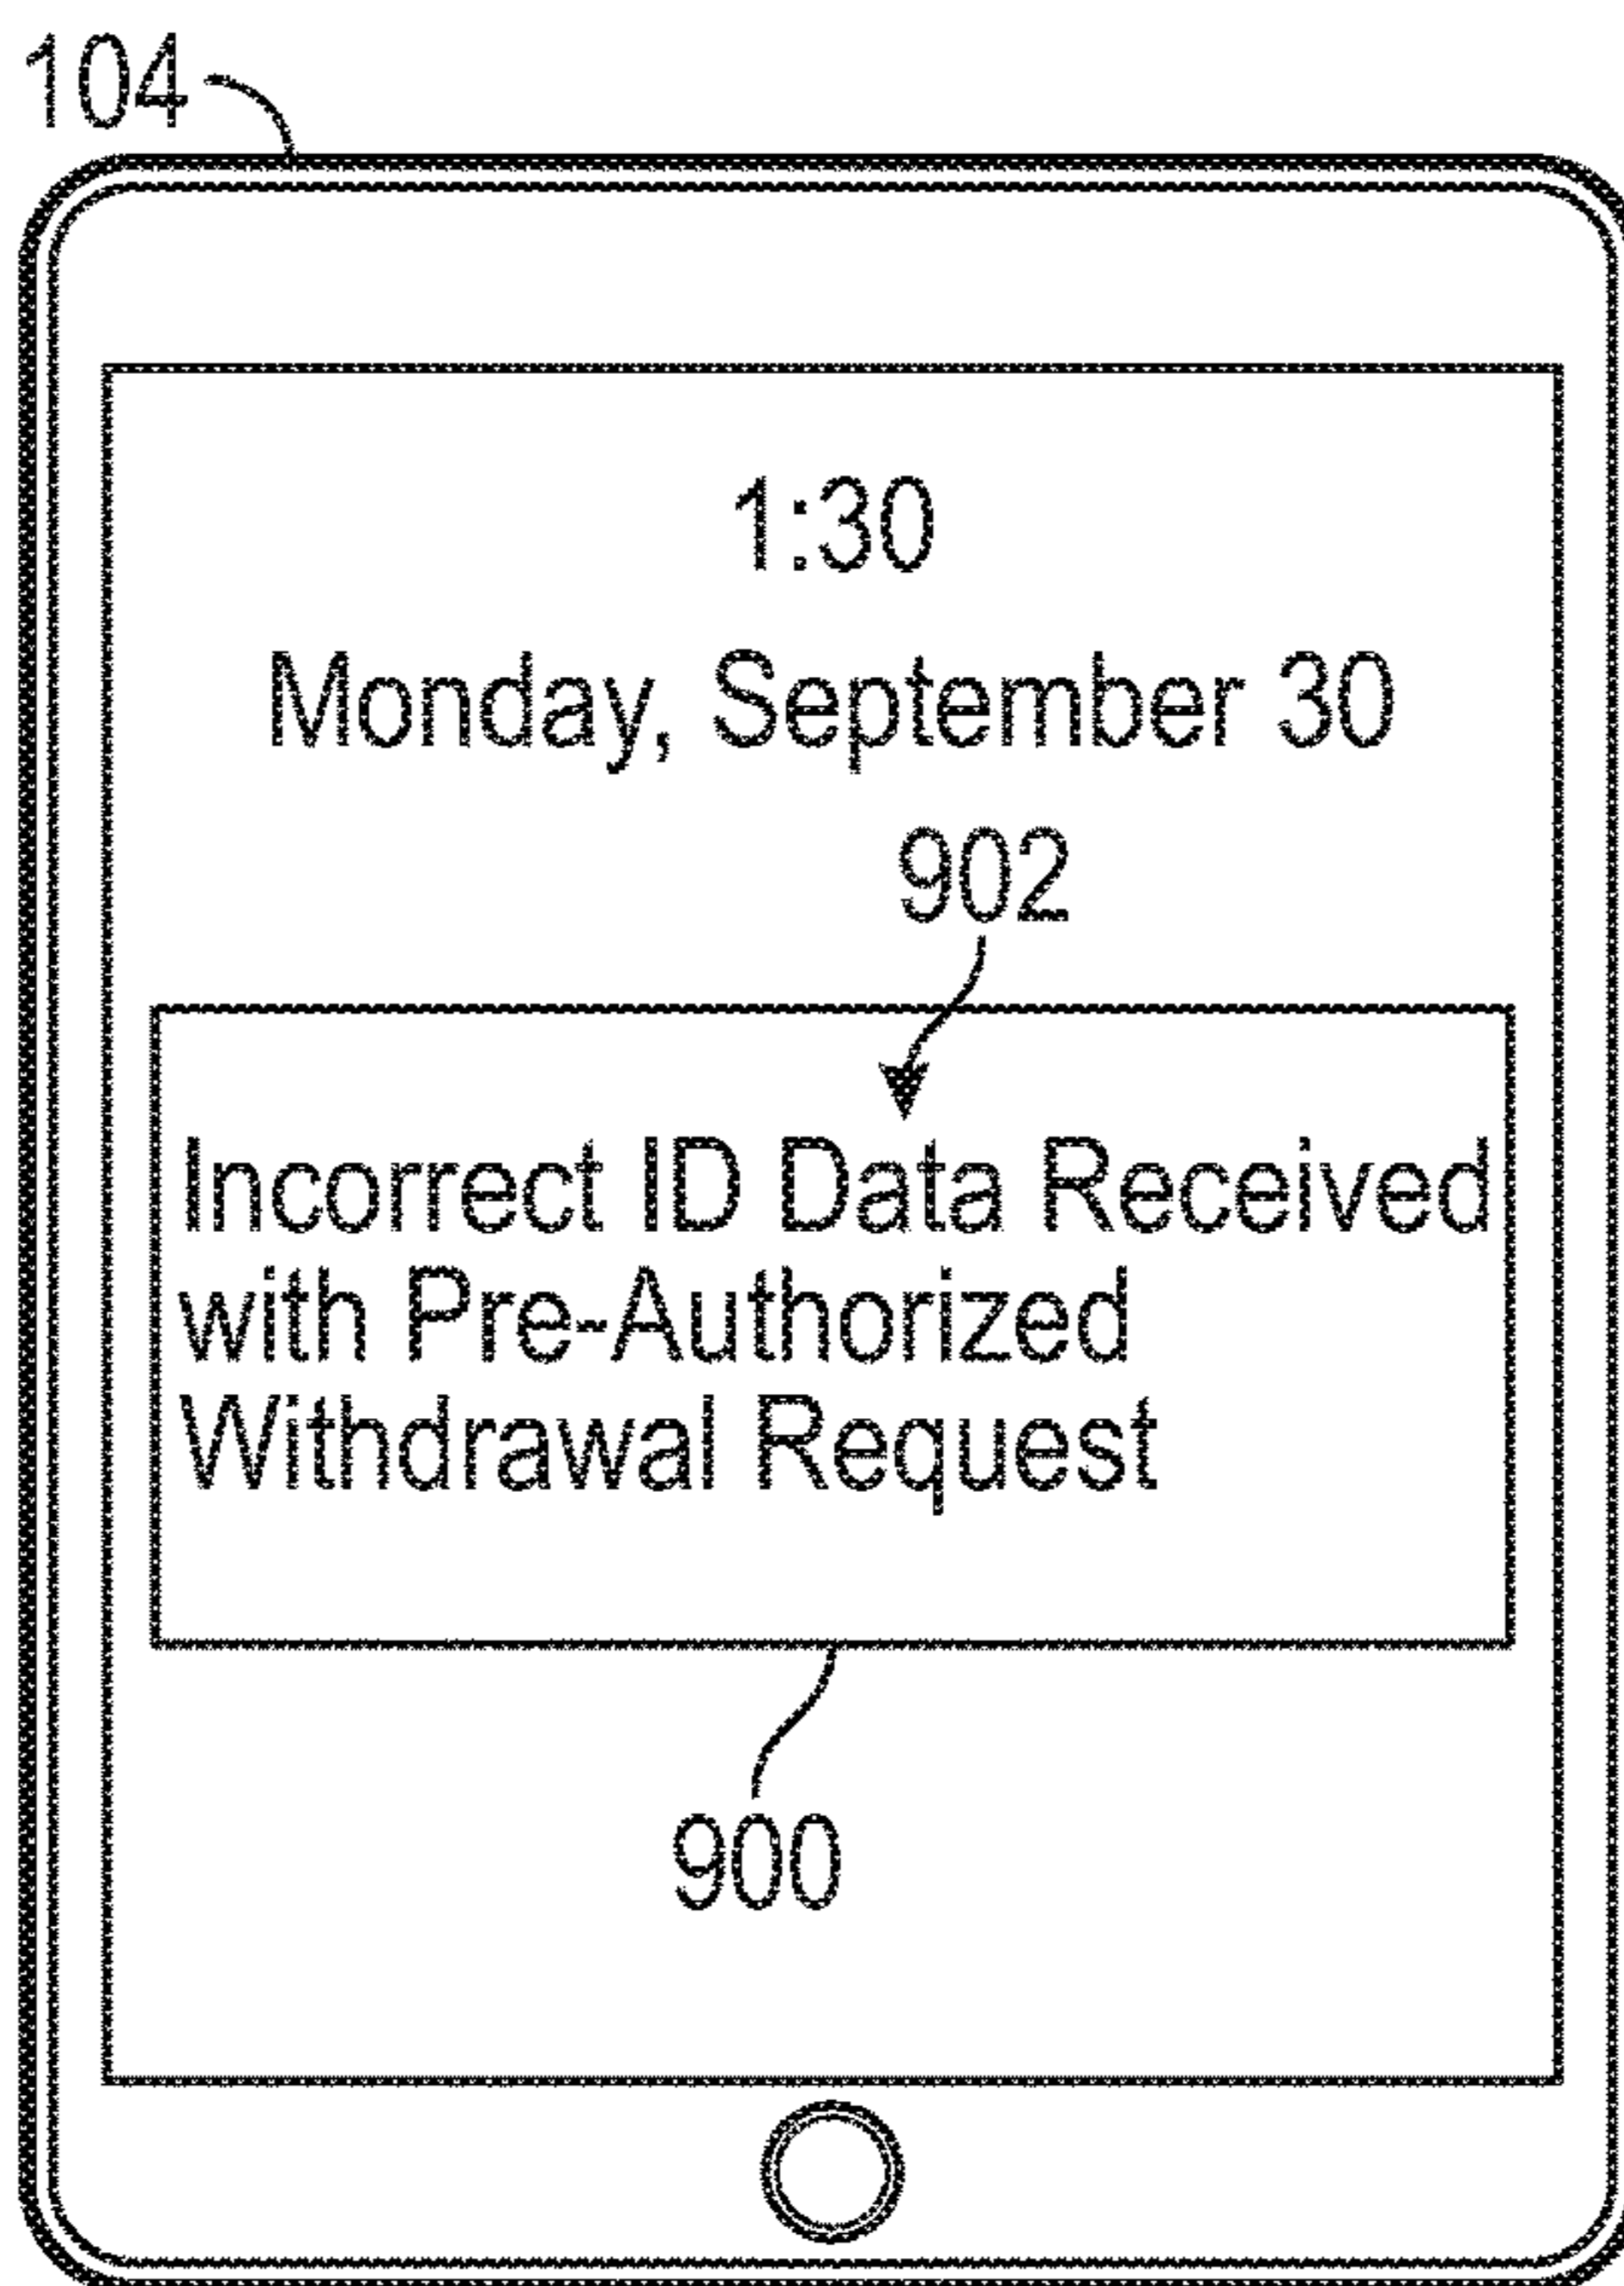 104
1:30
Monday, September 30
902
Incorrect ID Data Received
with Pre-Authorized
Withdrawal Request
900